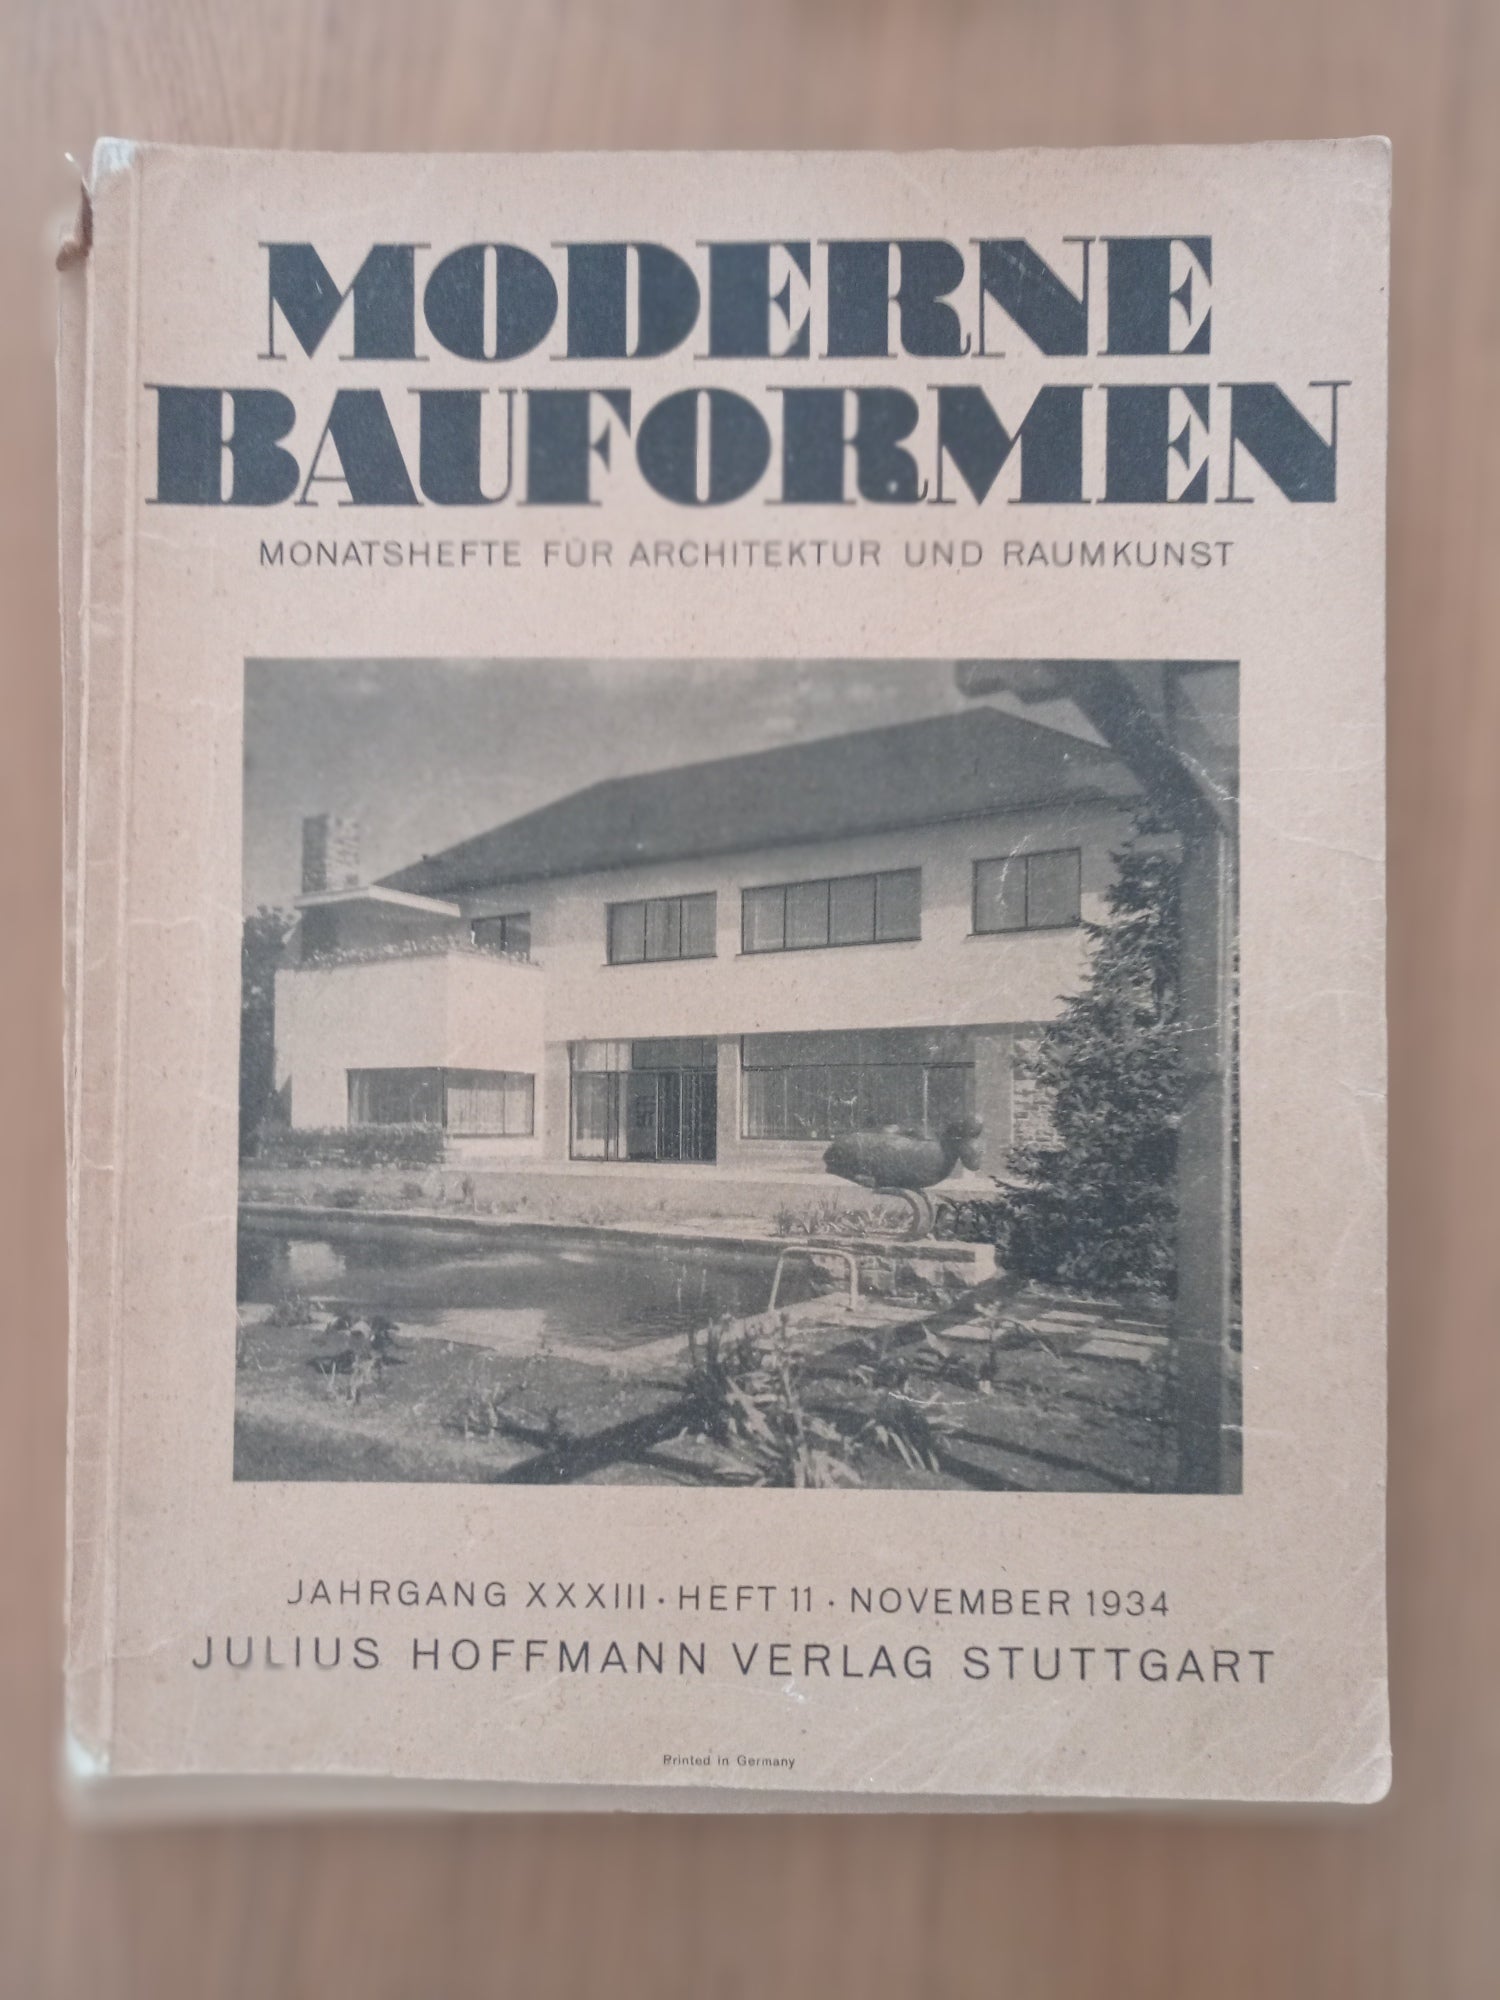 MODERNE
BAUFORMEN
MONATSHEFTE FÜR ARCHITEKTUR UND RAUMKUNST
JAHRGANG XXXIII · HEFT 11 · NOVEMBER 1934
JULIUS HOFFMANN VERLAG STUTTGART
Printed in Germany